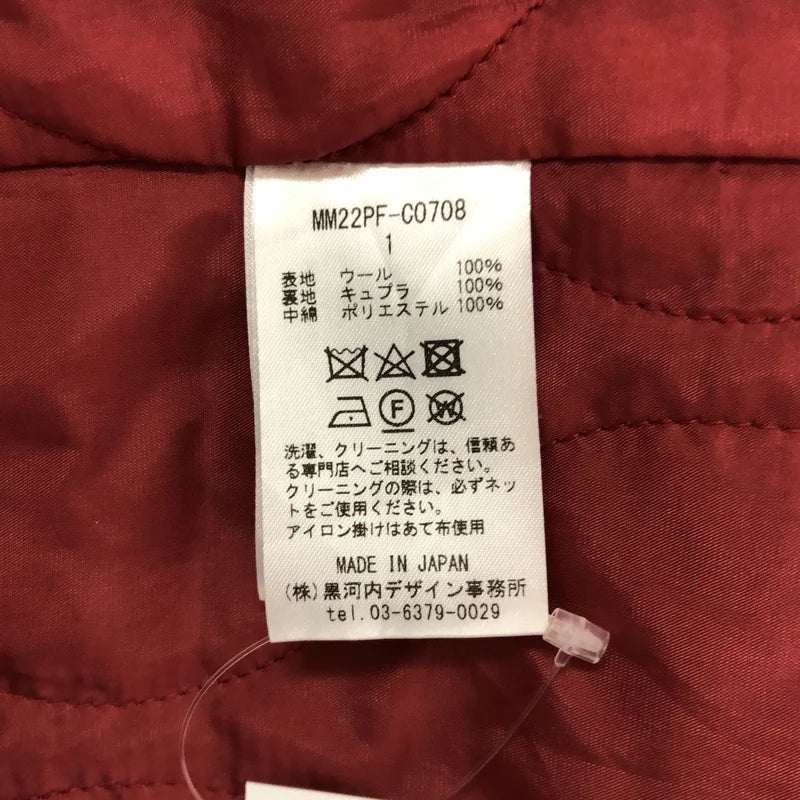 MM22PF-C0708
1
表地 ウール 100%
裏地 キュプラ 100%
中綿 ポリエステル 100%
F W
洗濯、クリーニングは、信頼あ
る専門店へご相談ください。
クリーニングの際は、必ずネッ
トをご使用ください。
アイロン掛けはあて布使用
MADE IN JAPAN
(株)黒河内デザイン事務所
tel.03-6379-0029